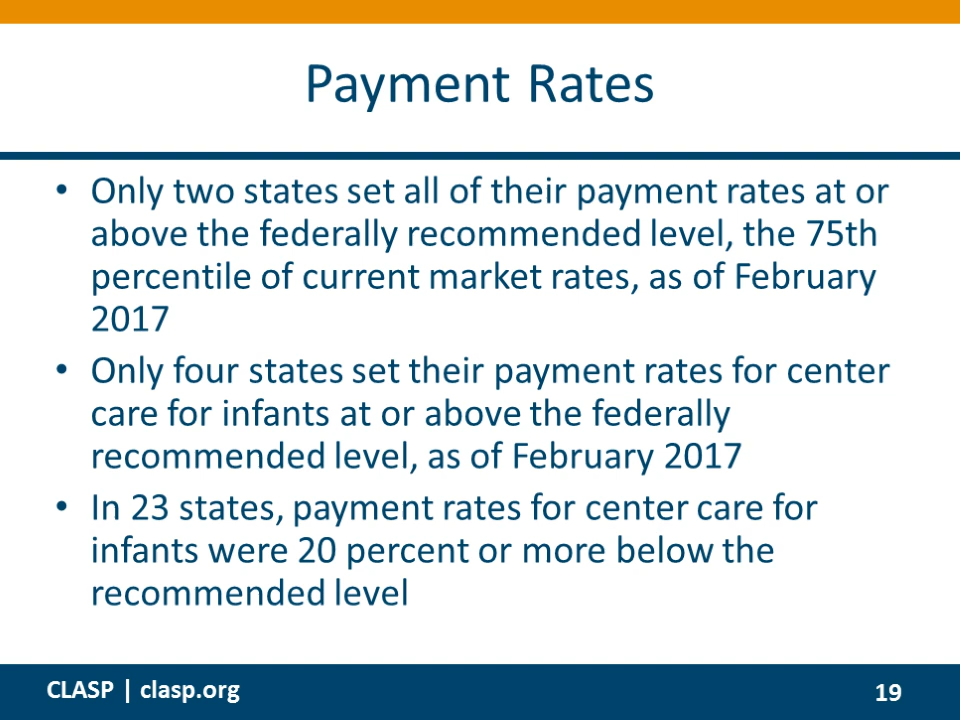 Payment Rates
• Only two states set all of their payment rates at or
above the federally recommended level, the 75th
percentile of current market rates, as of February
2017
• Only four states set their payment rates for center
care for infants at or above the federally
recommended level, as of February 2017
• In 23 states, payment rates for center care for
infants were 20 percent or more below the
recommended level
CLASP | clasp.org
19